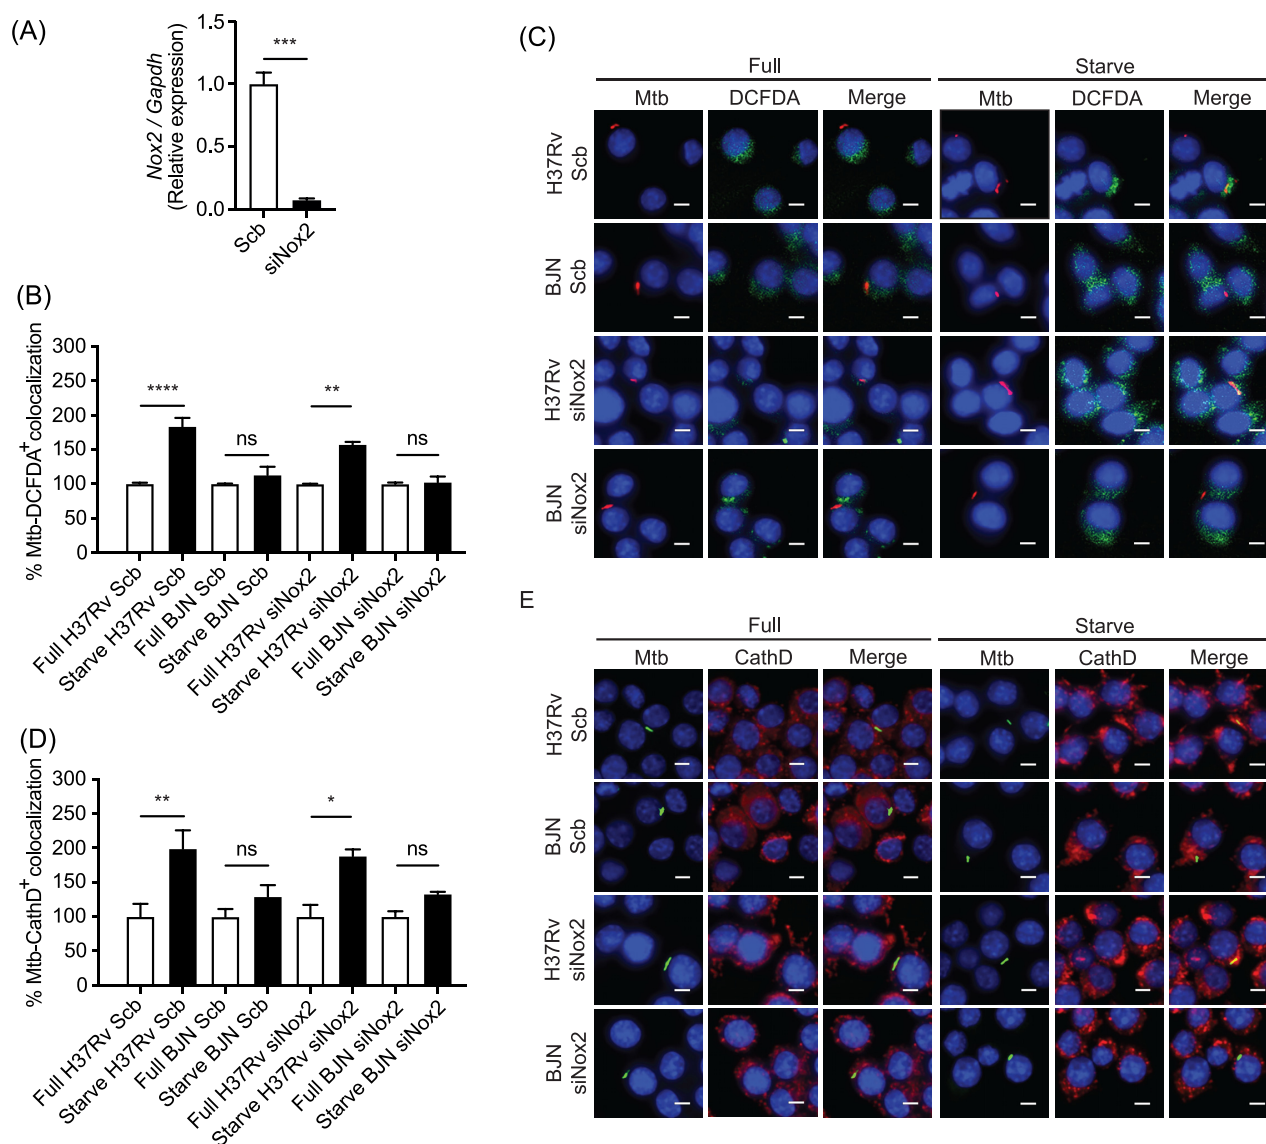 (A)
Nox2 / Gapdh
(Relative expression)
1.5
1.0
0.5
0.0
***
Scb
siNox2
(B)
% Mtb-DCFDA+ colocalization
300
250
200
150
100
50
0
****
ns
**
ns
Full H37Rv Scb
Starve H37Rv Scb
Full BJN Scb
Starve BJN Scb
Full H37Rv siNox2
Starve H37Rv siNox2
Full BJN siNox2
Starve BJN siNox2
(C)
Full
Starve
Mtb
DCFDA
Merge
Mtb
DCFDA
Merge
H37Rv
Scb
BJN
Scb
H37Rv
siNox2
BJN
siNox2
(D)
% Mtb-CathD+ colocalization
300
250
200
150
100
50
0
**
ns
*
ns
Full H37Rv Scb
Starve H37Rv Scb
Full BJN Scb
Starve BJN Scb
Full H37Rv siNox2
Starve H37Rv siNox2
Full BJN siNox2
Starve BJN siNox2
E
Full
Starve
Mtb
CathD
Merge
Mtb
CathD
Merge
H37Rv
Scb
BJN
Scb
H37Rv
siNox2
BJN
siNox2